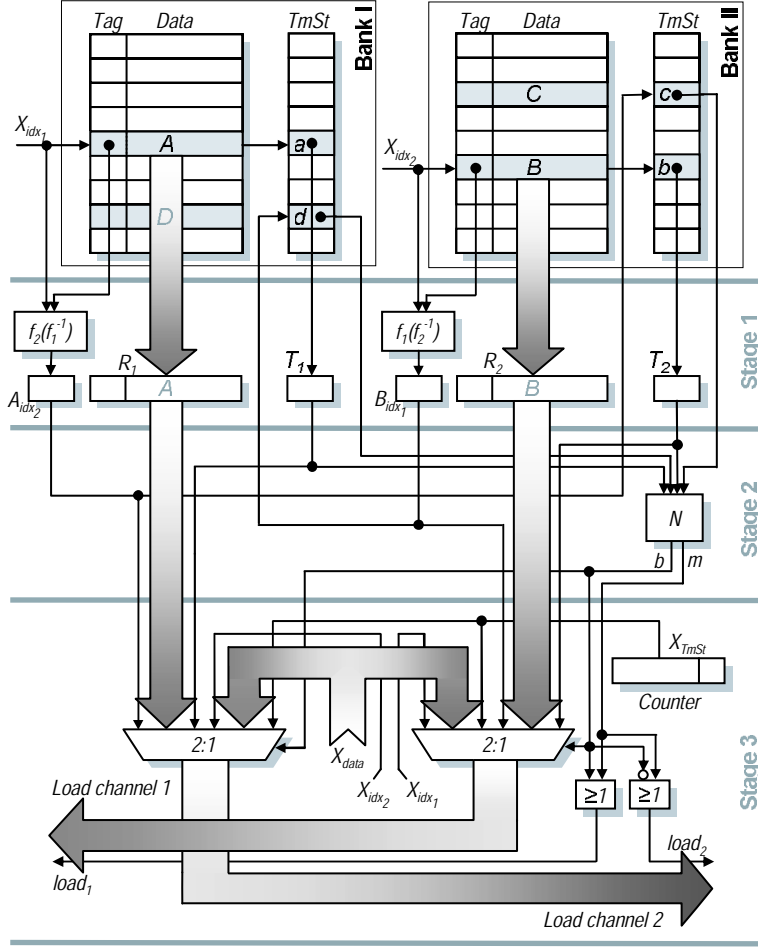 Tag Data TmSt Bank I
Tag Data TmSt Bank II
C c
X_idx1 A a
X_idx2 B b
D d
f2(f1^-1)
f1(f2^-1)
Stage 1
R1 T1
R2 T2
A_idx2 A
B_idx1 B
Stage 2
N
b m
X_TmSt
Counter
Stage 3
2:1 2:1
X_data
X_idx2 X_idx1
Load channel 1
≥1 ≥1
load1
load2
Load channel 2